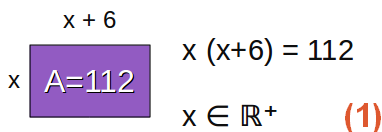 x + 6
x
A=112
x (x+6) = 112
x ∈ ℝ⁺
(1)